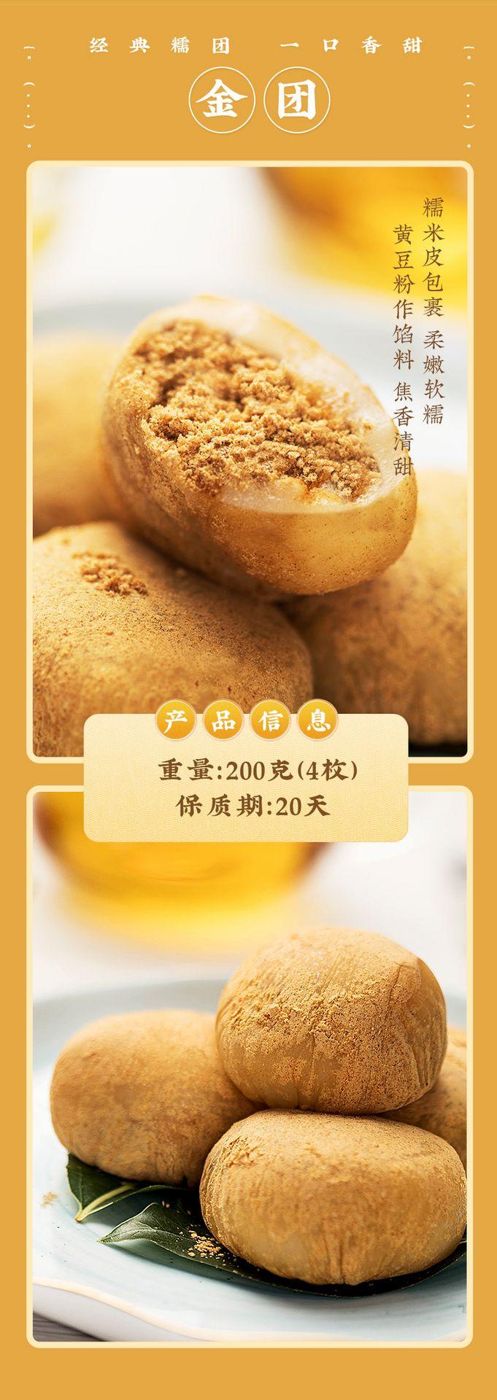 经典糯团 一口香甜
金团
糯米皮包裹 柔嫩软糯
黄豆粉作馅料 焦香清甜
产品信息
重量:200克(4枚)
保质期:20天